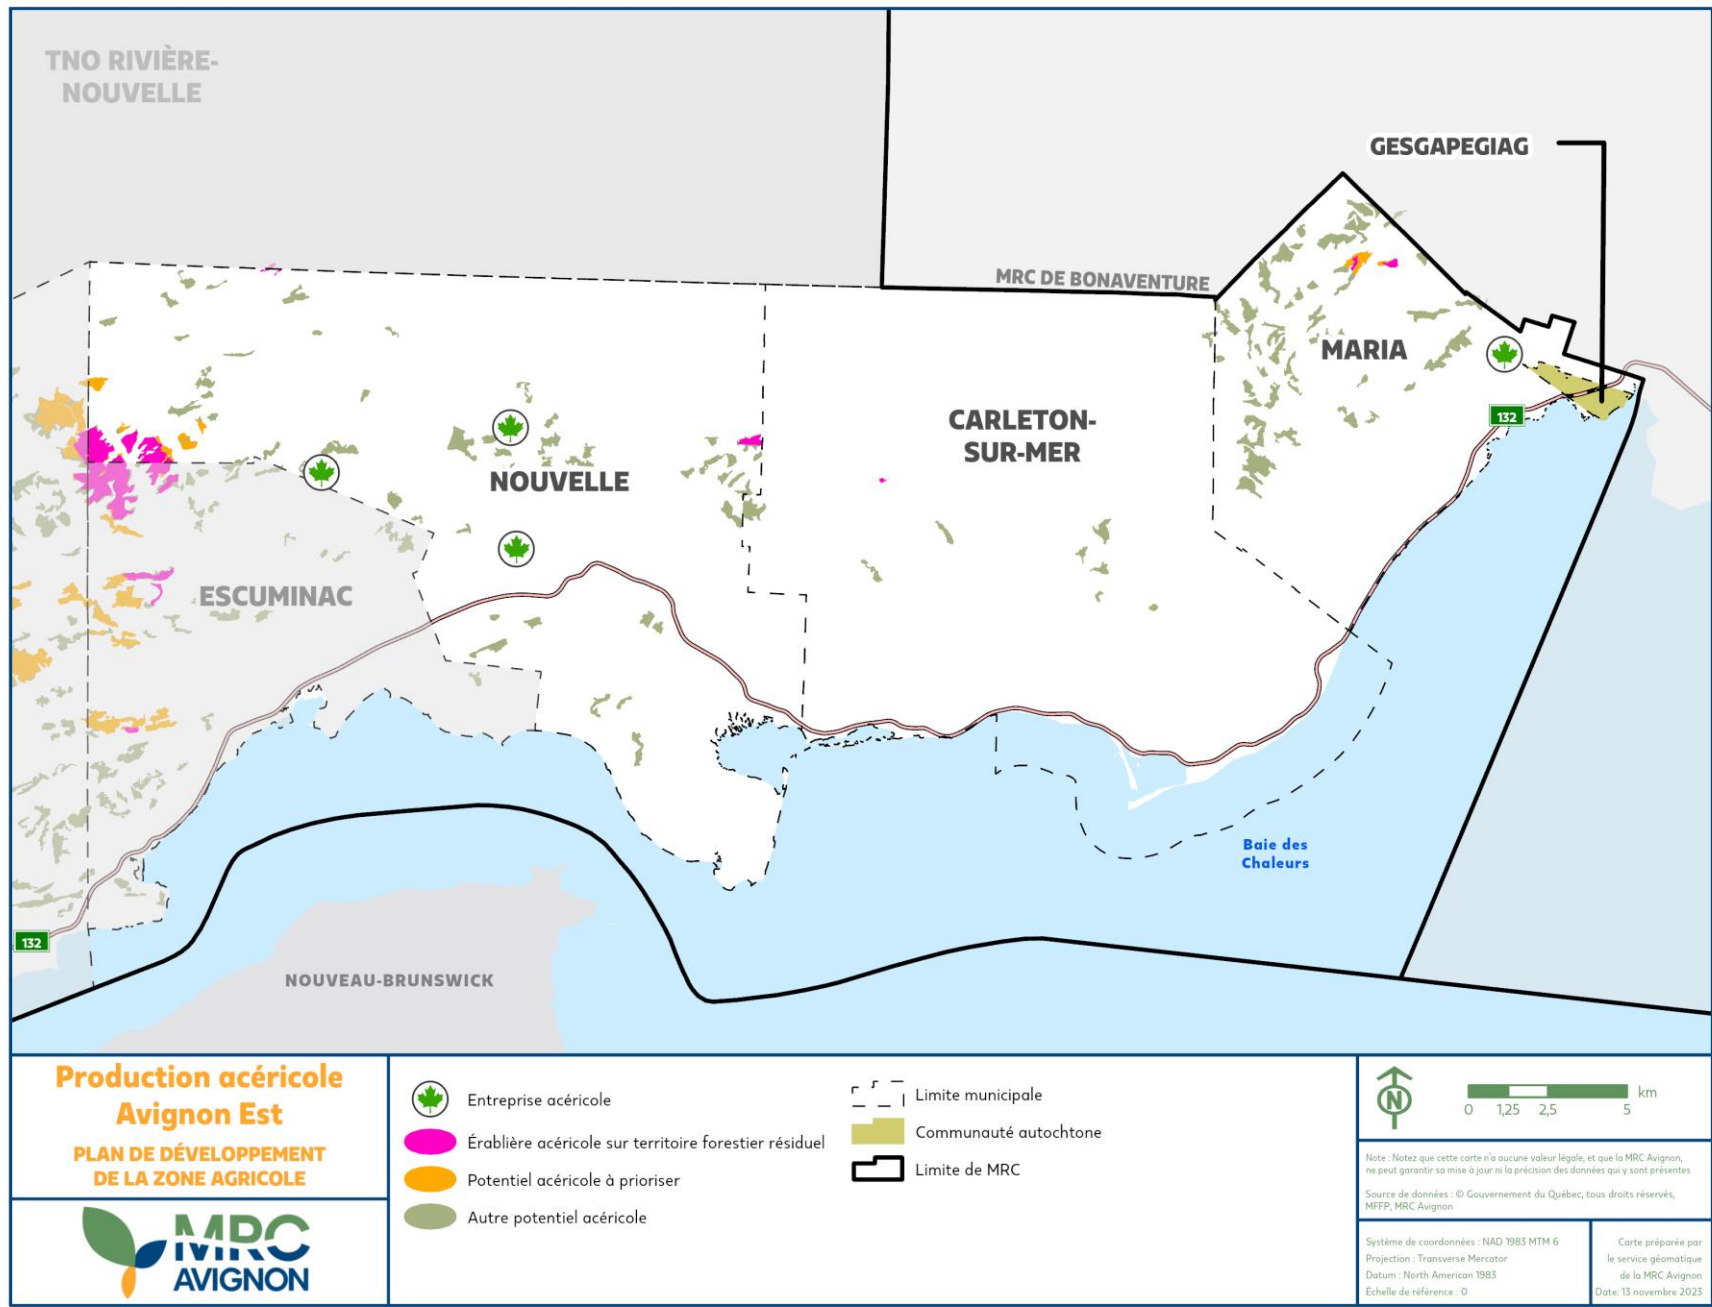 TNO RIVIÈRE-
NOUVELLE
GESGAPEGIAG
MRC DE BONAVENTURE
MARIA
132
CARLETON-
SUR-MER
NOUVELLE
ESCUMINAC
Baie des
Chaleurs
132
NOUVEAU-BRUNSWICK
Production acéricole
Avignon Est
PLAN DE DÉVELOPPEMENT
DE LA ZONE AGRICOLE
MRC
AVIGNON
Entreprise acéricole
Érablière acéricole sur territoire forestier résiduel
Potentiel acéricole à prioriser
Autre potentiel acéricole
Limite municipale
Communauté autochtone
Limite de MRC
N
km
0 1,25 2,5 5
Note : Notez que cette carte n'a aucune valeur légale, et que la MRC Avignon,
ne peut garantir sa mise à jour ni la précision des données qui y sont présentes
Source de données : © Gouvernement du Québec, tous droits réservés,
MFFP, MRC Avignon
Système de coordonnées : NAD 1983 MTM 6
Projection : Transverse Mercator
Datum : North American 1983
Échelle de référence : 0
Carte préparée par
le service géomatique
de la MRC Avignon
Date: 13 novembre 2023